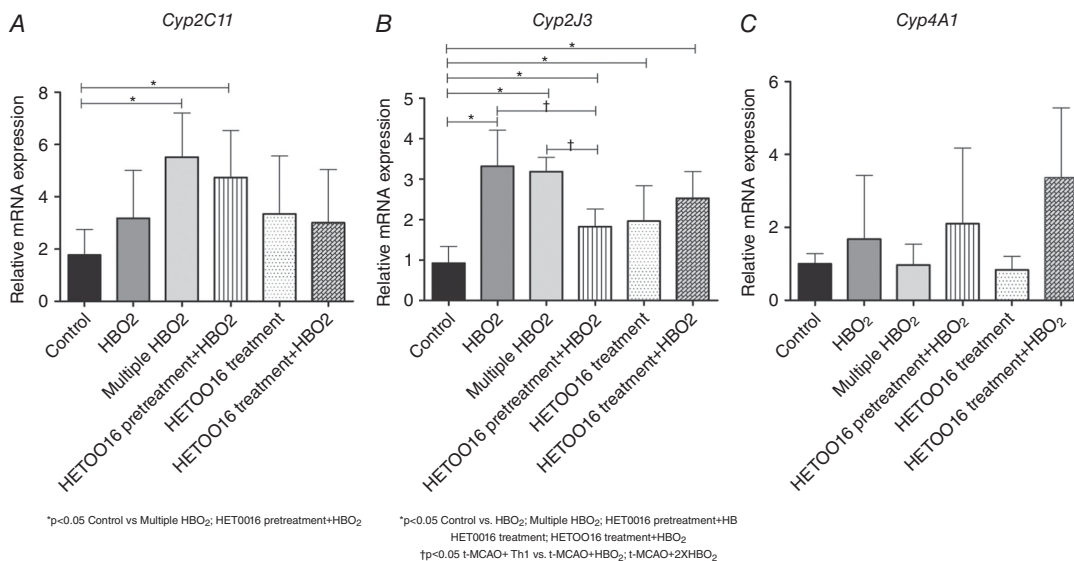 A
Cyp2C11
Relative mRNA expression
8
6
4
2
0
*
*
Control
HBO2
Multiple HBO2
HETOO16 pretreatment+HBO2
HETOO16 treatment
HETOO16 treatment+HBO2
*p<0.05 Control vs Multiple HBO₂; HET0016 pretreatment+HBO₂
B
Cyp2J3
Relative mRNA expression
5
4
3
2
1
0
*
*
*
*
†
*
†
Control
HBO2
Multiple HBO2
HETOO16 pretreatment+HBO2
HETOO16 treatment
HETOO16 treatment+HBO2
*p<0.05 Control vs. HBO₂; Multiple HBO₂; HET0016 pretreatment+HB
HET0016 treatment; HETOO16 treatment+HBO₂
†p<0.05 t-MCAO+ Th1 vs. t-MCAO+HBO₂; t-MCAO+2XHBO₂
C
Cyp4A1
Relative mRNA expression
6
4
2
0
Control
HBO₂
Multiple HBO₂
HETOO16 pretreatment+HBO₂
HETOO16 treatment
HETOO16 treatment+HBO₂